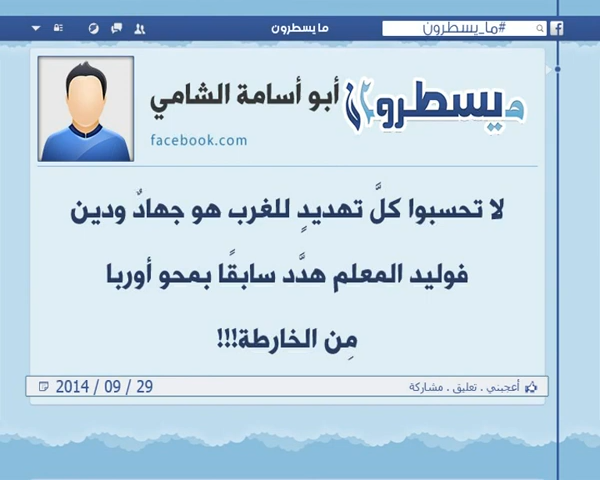 ما يسطرون
#ما_يسطرون
ما يسطرون
أبو أسامة الشامي
facebook.com
لا تحسبوا كلَّ تهديدٍ للغرب هو جهادٌ ودين
فوليد المعلم هدَّد سابقًا بمحو أوربا
مِن الخارطة!!!
أعجبني . تعليق . مشاركة
29 / 09 / 2014